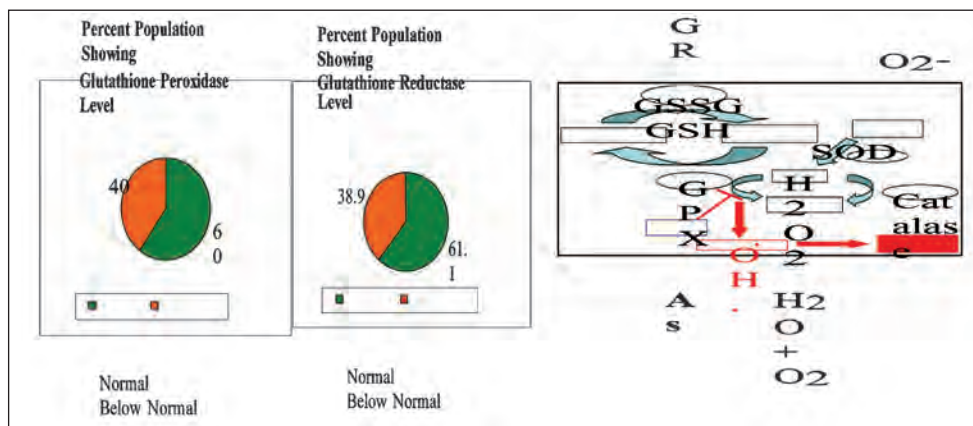 Percent Population
Showing
Glutathione Peroxidase
Level
40
6
0
Normal
Below Normal
Percent Population
Showing
Glutathione Reductase
Level
38.9
61.
1
Normal
Below Normal
G
R
O2-
GSSG
GSH
SOD
G
P
X
H
2
O
2
Cat
alas
e
.
O
H
.
A
s
H2
O
+
O2